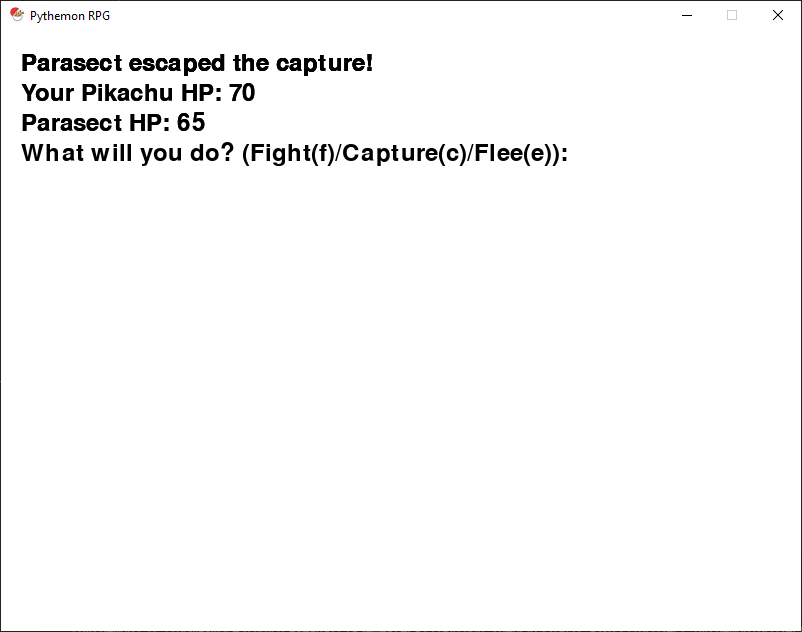 Pythemon RPG
Parasect escaped the capture!
Your Pikachu HP: 70
Parasect HP: 65
What will you do? (Fight(f)/Capture(c)/Flee(e)):